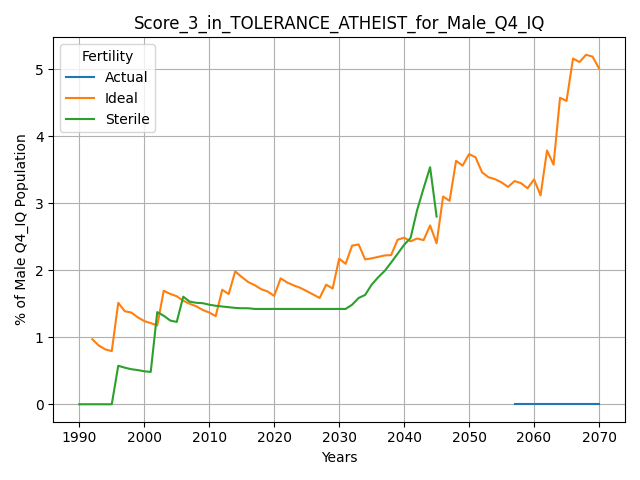 Score_3_in_TOLERANCE_ATHEIST_for_Male_Q4_IQ
Fertility
Actual
Ideal
Sterile
% of Male Q4_IQ Population
5
4
3
2
1
0
1990 2000 2010 2020 2030 2040 2050 2060 2070
Years